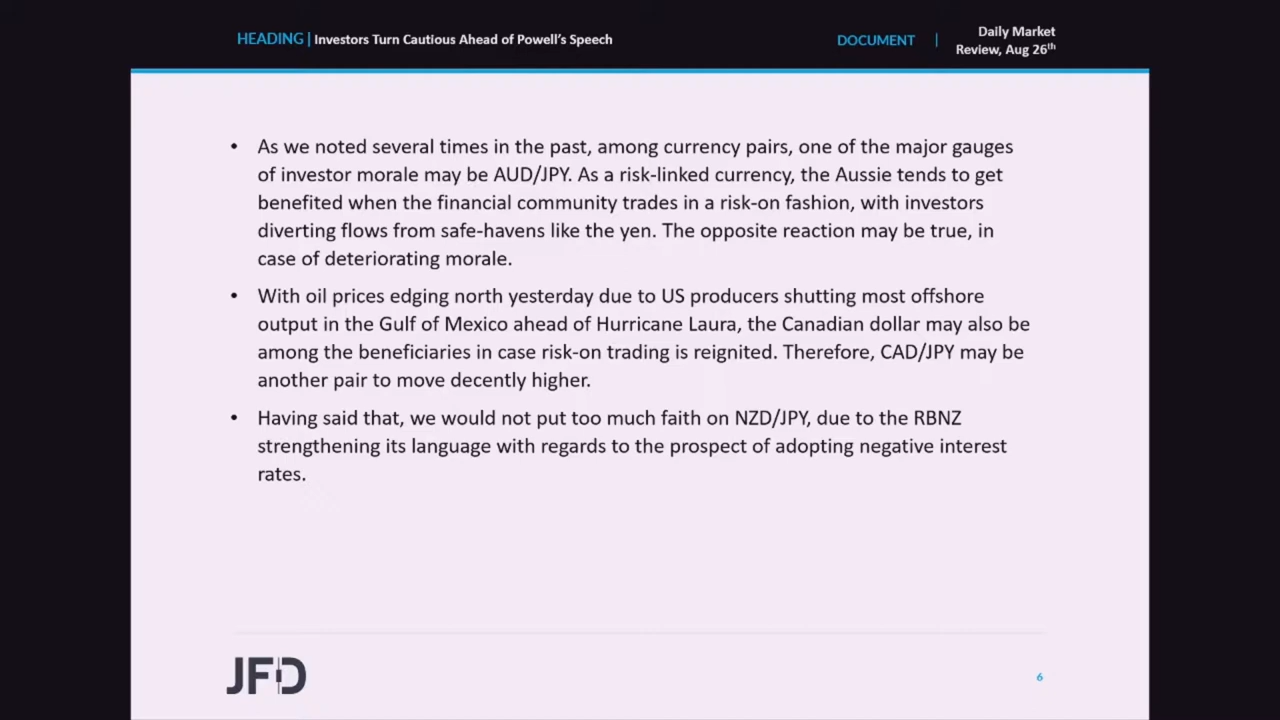 HEADING | Investors Turn Cautious Ahead of Powell's Speech
DOCUMENT | Daily Market
Review, Aug 26th
• As we noted several times in the past, among currency pairs, one of the major gauges
of investor morale may be AUD/JPY. As a risk-linked currency, the Aussie tends to get
benefited when the financial community trades in a risk-on fashion, with investors
diverting flows from safe-havens like the yen. The opposite reaction may be true, in
case of deteriorating morale.
• With oil prices edging north yesterday due to US producers shutting most offshore
output in the Gulf of Mexico ahead of Hurricane Laura, the Canadian dollar may also be
among the beneficiaries in case risk-on trading is reignited. Therefore, CAD/JPY may be
another pair to move decently higher.
• Having said that, we would not put too much faith on NZD/JPY, due to the RBNZ
strengthening its language with regards to the prospect of adopting negative interest
rates.
JFD
6